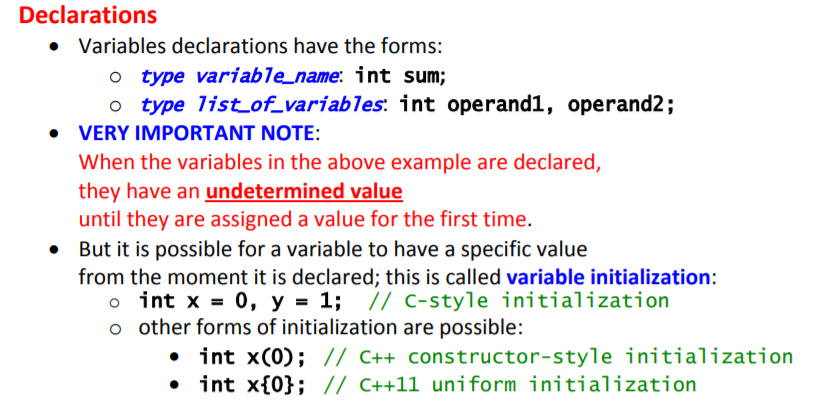 Declarations
• Variables declarations have the forms:
o type variable_name: int sum;
o type list_of_variables: int operand1, operand2;
• VERY IMPORTANT NOTE:
When the variables in the above example are declared,
they have an undetermined value
until they are assigned a value for the first time.
• But it is possible for a variable to have a specific value
from the moment it is declared; this is called variable initialization:
o int x = 0, y = 1; // C-style initialization
o other forms of initialization are possible:
• int x(0); // C++ constructor-style initialization
• int x{0}; // C++11 uniform initialization